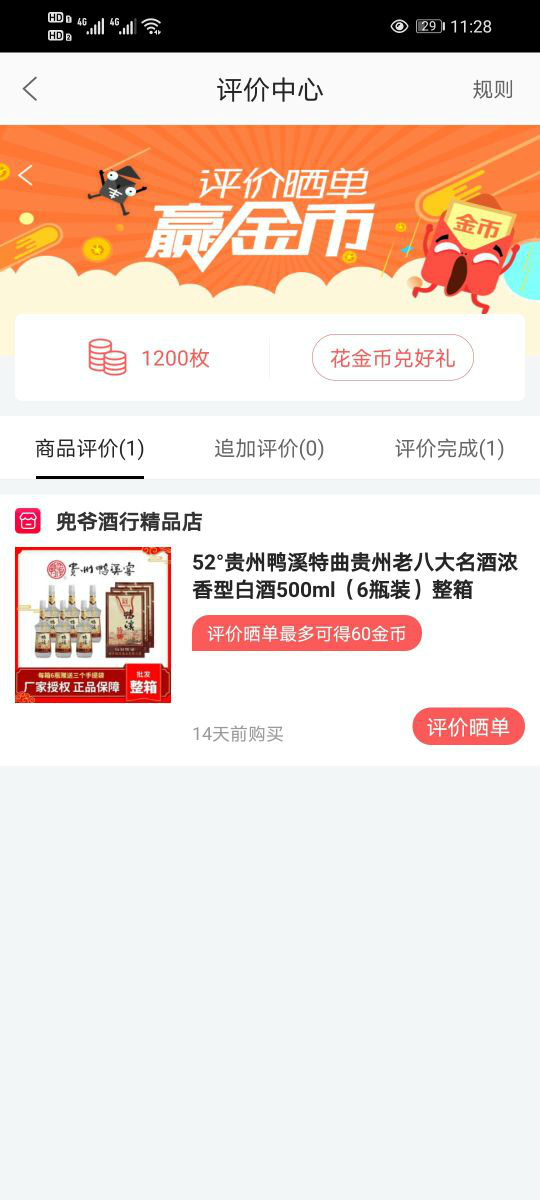 HD 1 4G 4G 29 11:28
HD 2
评价中心 规则
评价晒单
赢金币
金币
1200枚 花金币兑好礼
商品评价(1) 追加评价(0) 评价完成(1)
兜爷酒行精品店
52°贵州鸭溪特曲贵州老八大名酒浓
香型白酒500ml（6瓶装）整箱
贵州鸭溪窖
鸭溪
每箱6瓶赠送三个手提袋
厂家授权 正品保障
批发
整箱
评价晒单最多可得60金币
14天前购买
评价晒单